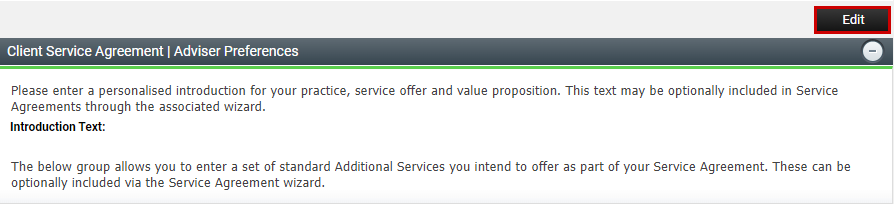 Edit
Client Service Agreement | Adviser Preferences
Please enter a personalised introduction for your practice, service offer and value proposition. This text may be optionally included in Service
Agreements through the associated wizard.
Introduction Text:
The below group allows you to enter a set of standard Additional Services you intend to offer as part of your Service Agreement. These can be
optionally included via the Service Agreement wizard.